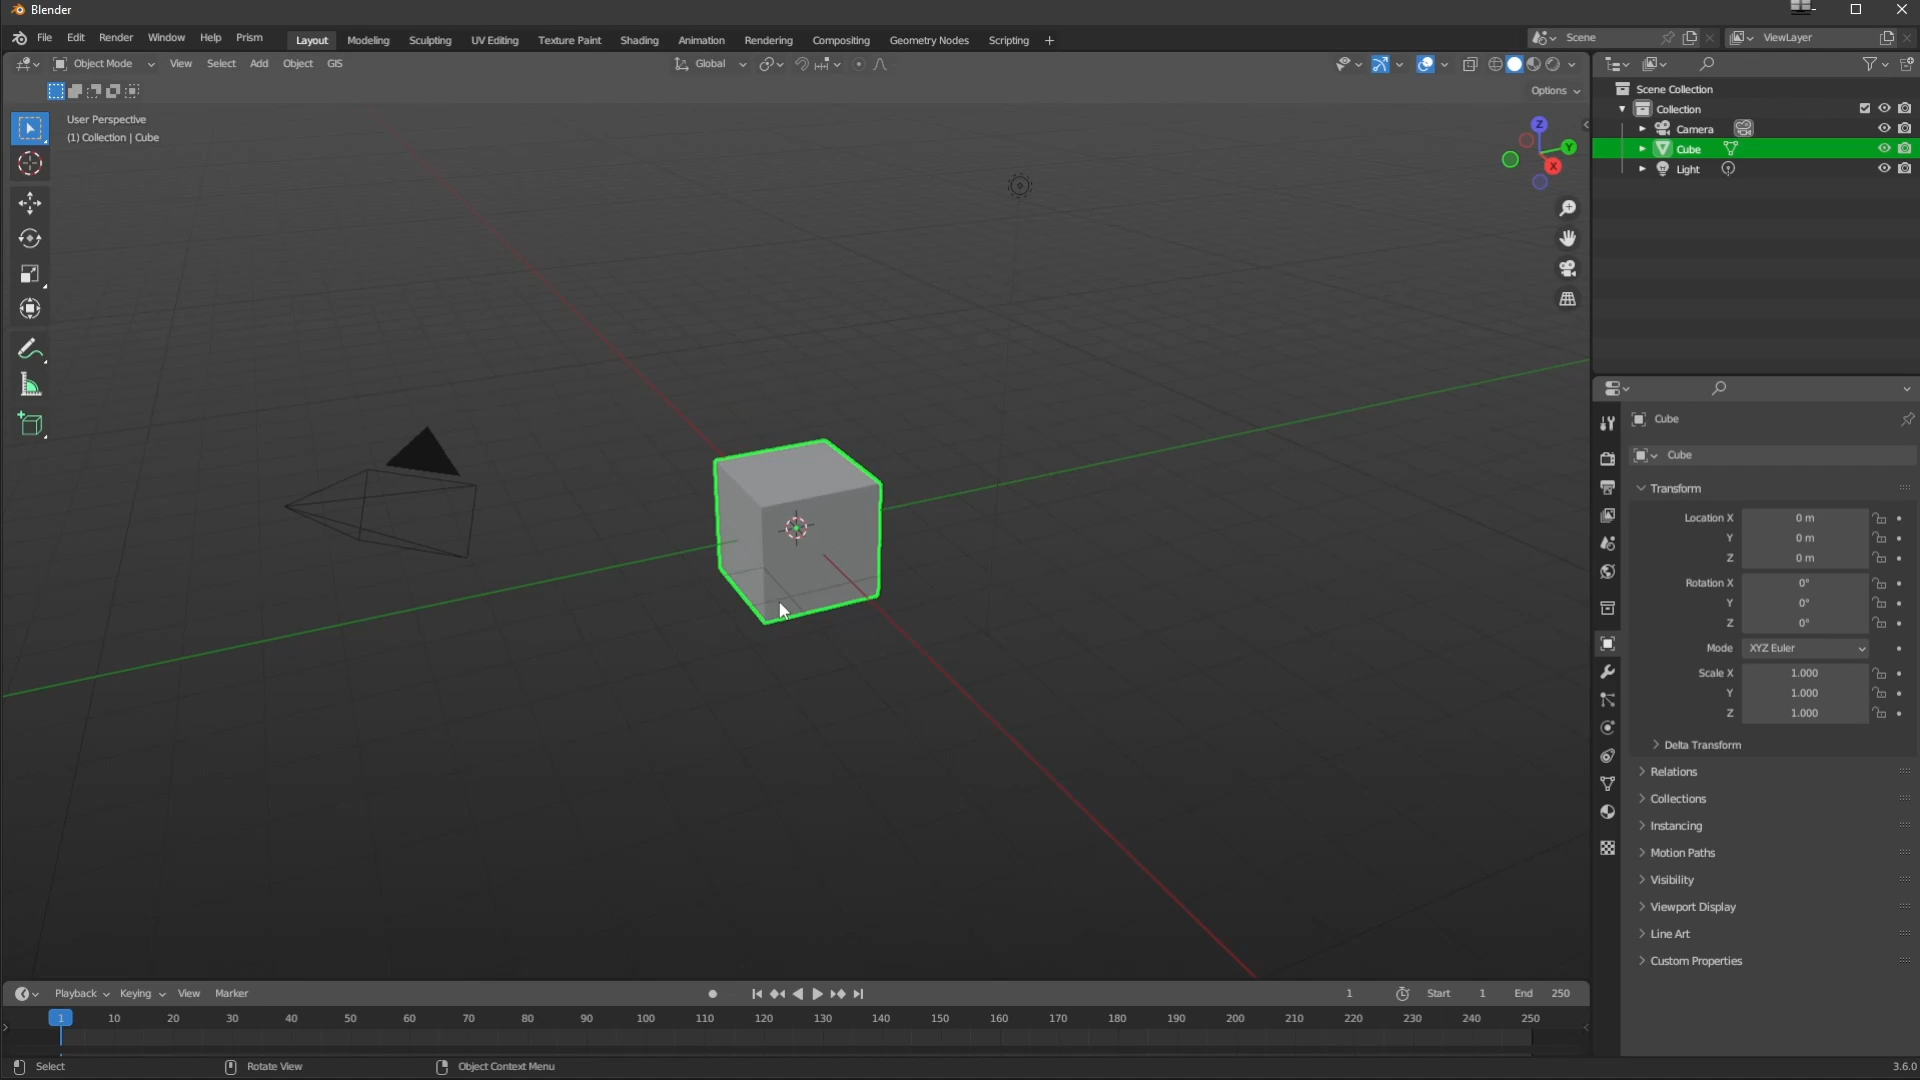 Blender
File Edit Render Window Help Prism
Layout Modeling Sculpting UV Editing Texture Paint Shading Animation Rendering Compositing Geometry Nodes Scripting +
Scene
ViewLayer
Object Mode View Select Add Object GIS
Global
Options
User Perspective
(1) Collection | Cube
Z
Y
X
Scene Collection
Collection
Camera
Cube
Light
Cube
Cube
Transform
Location X 0 m
Y 0 m
Z 0 m
Rotation X 0°
Y 0°
Z 0°
Mode XYZ Euler
Scale X 1.000
Y 1.000
Z 1.000
Delta Transform
Relations
Collections
Instancing
Motion Paths
Visibility
Viewport Display
Line Art
Custom Properties
Playback Keying View Marker
1 Start 1 End 250
1 10 20 30 40 50 60 70 80 90 100 110 120 130 140 150 160 170 180 190 200 210 220 230 240 250
Select Rotate View Object Context Menu 3.6.0